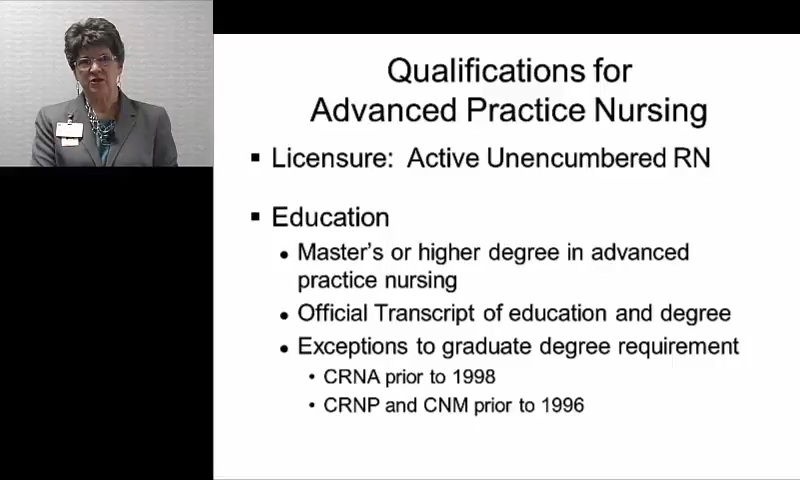 Qualifications for
Advanced Practice Nursing
▪ Licensure: Active Unencumbered RN
▪ Education
• Master's or higher degree in advanced
practice nursing
• Official Transcript of education and degree
• Exceptions to graduate degree requirement
• CRNA prior to 1998
• CRNP and CNM prior to 1996